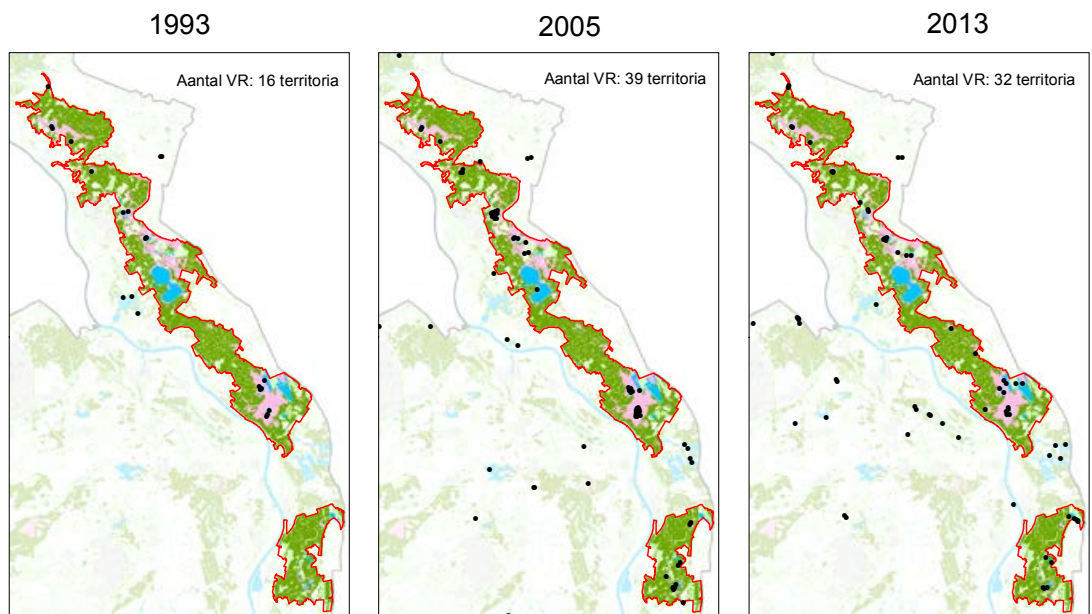 1993
2005
2013
Aantal VR: 16 territoria
Aantal VR: 39 territoria
Aantal VR: 32 territoria